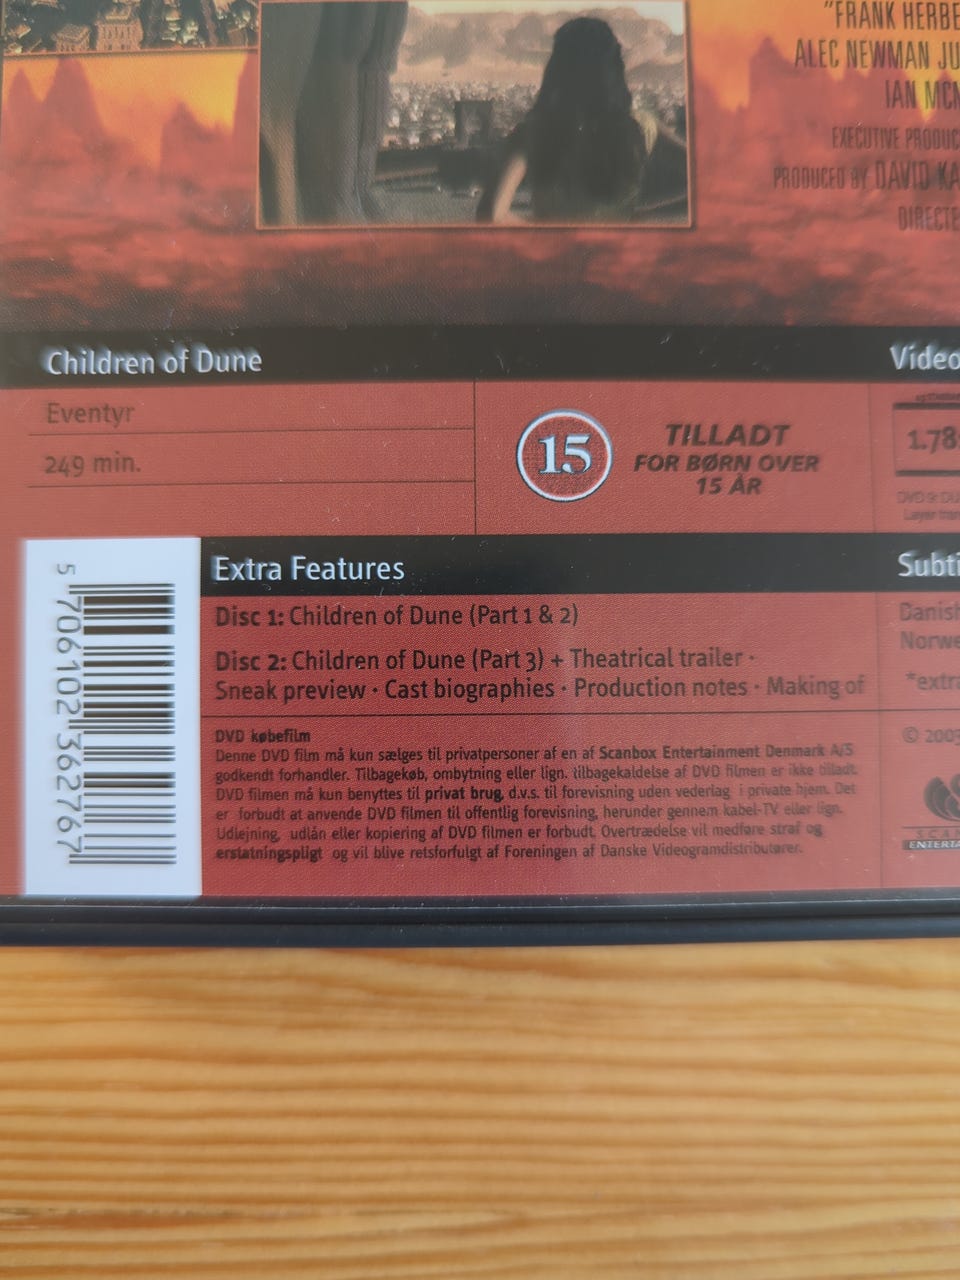 "FRANK HERBE
ALEC NEWMAN JU
IAN MCN
EXECUTIVE PRODUC
PRODUCED BY DAVID KA
DIRECTE
Children of Dune
Video
Eventyr
249 min.
15
TILLADT
FOR BØRN OVER
15 ÅR
1.78:
DVD 9: DU
Layer tran
Extra Features
Subti
Disc 1: Children of Dune (Part 1 & 2)
Disc 2: Children of Dune (Part 3) + Theatrical trailer ·
Sneak preview · Cast biographies · Production notes · Making of
Danish
Norwe
*extra
DVD købefilm
Denne DVD film må kun sælges til privatpersoner af en af Scanbox Entertainment Denmark A/S
godkendt forhandler. Tilbagekøb, ombytning eller lign. tilbagekaldelse af DVD filmen er ikke tilladt.
DVD filmen må kun benyttes til privat brug, d.v.s. til forevisning uden vederlag i private hjem. Det
er forbudt at anvende DVD filmen til offentlig forevisning, herunder gennem kabel-TV eller lign.
Udlejning, udlån eller kopiering af DVD filmen er forbudt. Overtrædelse vil medføre straf og
erstatningspligt og vil blive retsforfulgt af Foreningen af Danske Videogramdistributører.
© 2003
SCAN
ENTERTA
5 706102 362767